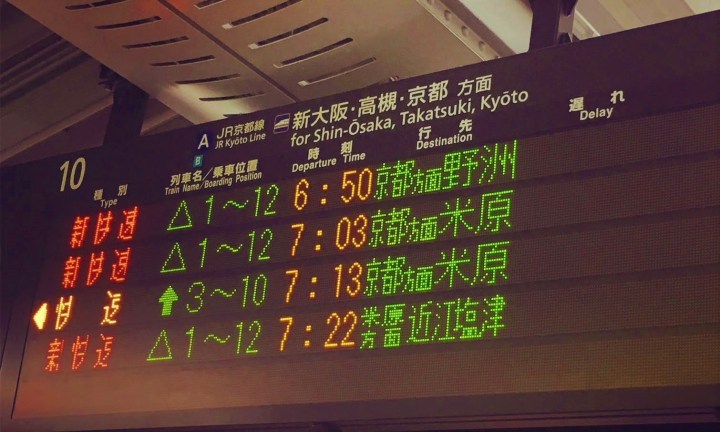 A JR京都線 新大阪・高槻・京都 方面
B JR Kyōto Line for Shin-Ōsaka, Takatsuki, Kyōto
10 種別 列車名/乗車位置 時刻 行先 遅れ
Type Train Name/Boarding Position Departure Time Destination Delay
新快速 △1～12 6:50 京都方面野洲
新快速 △1～12 7:03 京都方面米原
快速 3～10 7:13 京都方面米原
新快速 △1～12 7:22 米原方面近江塩津